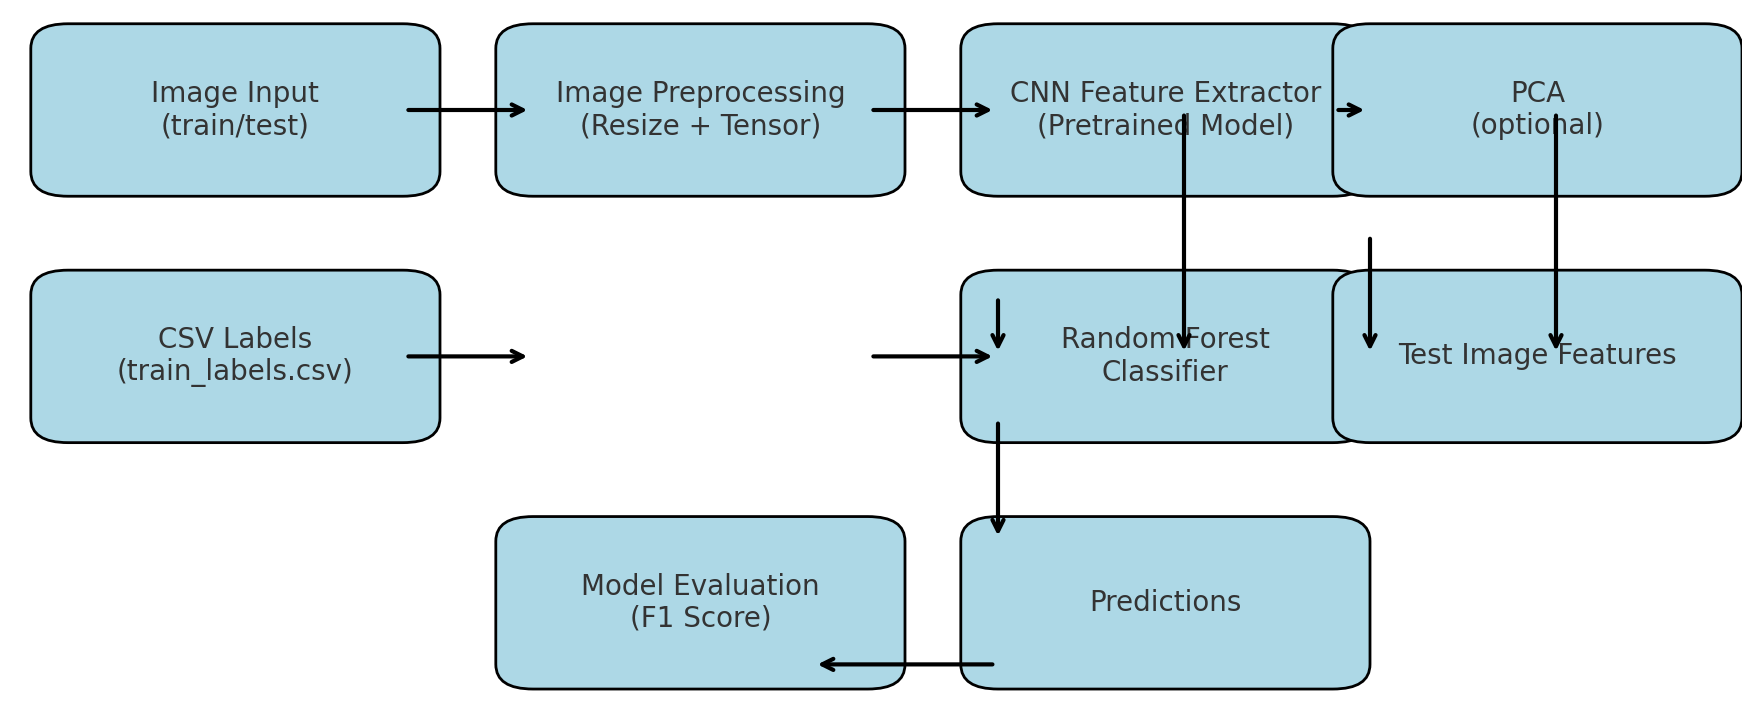 Image Input
(train/test)
Image Preprocessing
(Resize + Tensor)
CNN Feature Extractor
(Pretrained Model)
PCA
(optional)
CSV Labels
(train_labels.csv)
Random Forest
Classifier
Test Image Features
Model Evaluation
(F1 Score)
Predictions